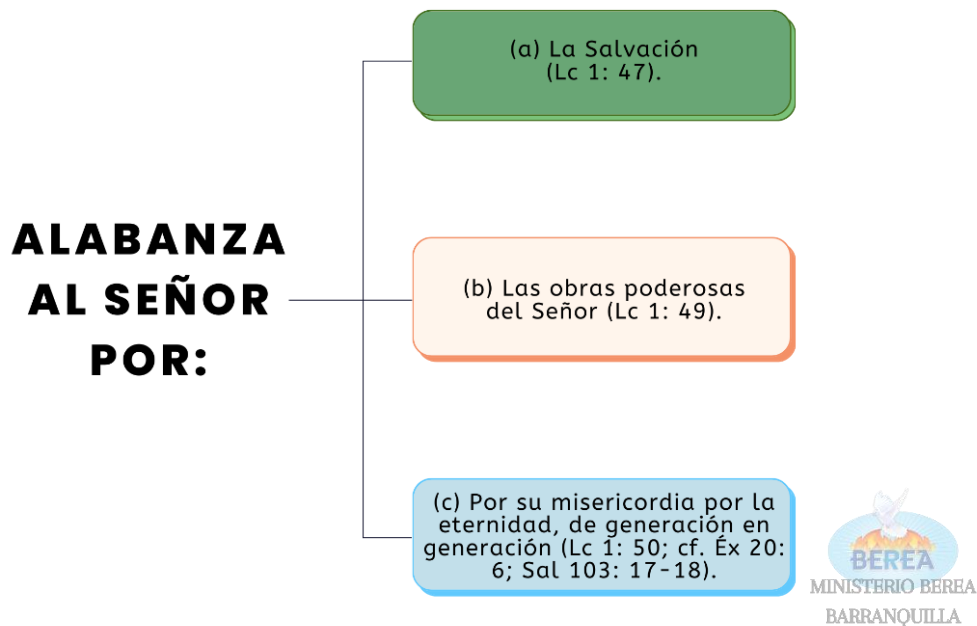 (a) La Salvación
(Lc 1: 47).
ALABANZA
AL SEÑOR
POR:
(b) Las obras poderosas
del Señor (Lc 1: 49).
(c) Por su misericordia por la
eternidad, de generación en
generación (Lc 1: 50; cf. Éx 20:
6; Sal 103: 17-18).
BEREA
MINISTERIO BEREA
BARRANQUILLA